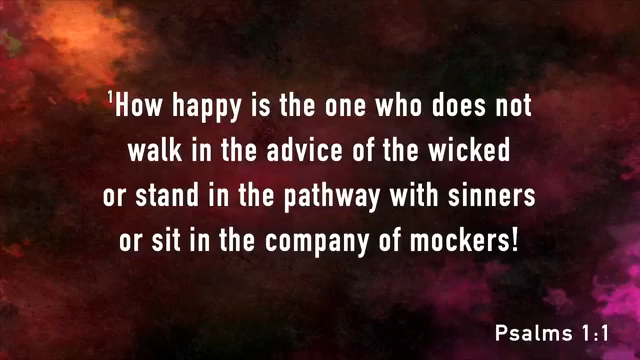 ¹How happy is the one who does not
walk in the advice of the wicked
or stand in the pathway with sinners
or sit in the company of mockers!
Psalms 1:1